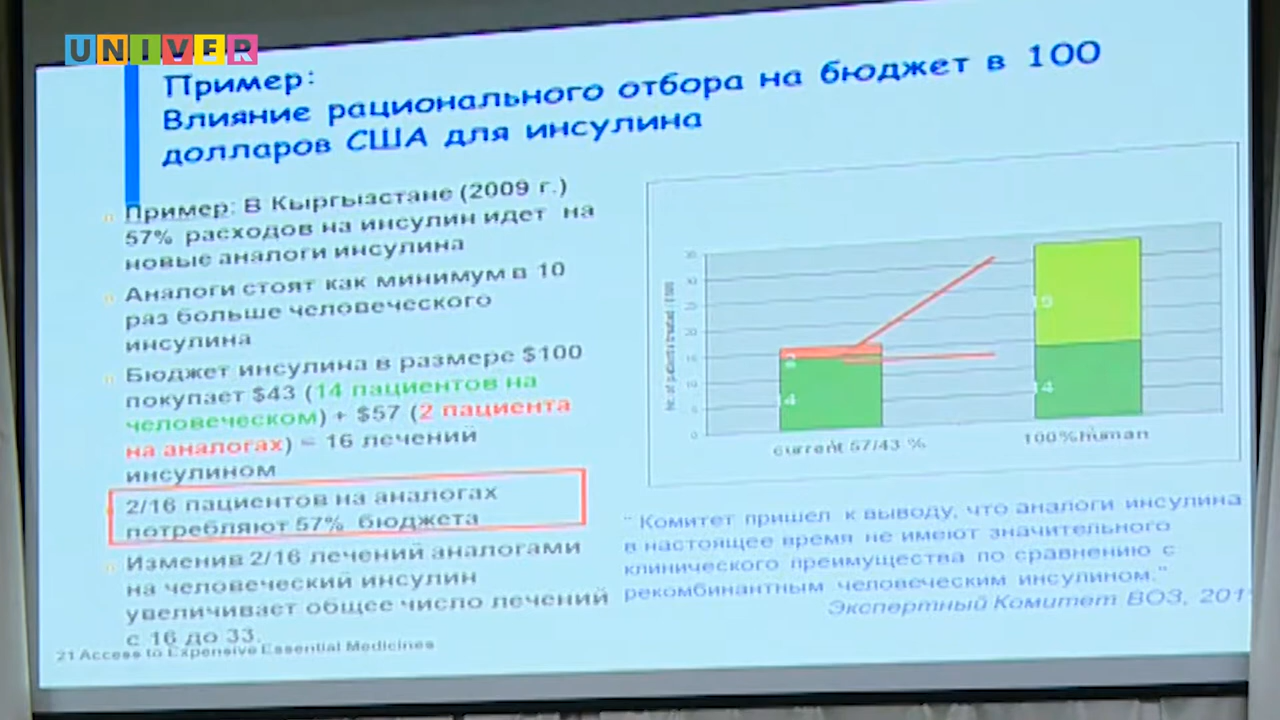 UNIVER
Пример:
Влияние рационального отбора на бюджет в 100
долларов США для инсулина
Пример: В Кыргызстане (2009 г.)
57% расходов на инсулин идет на
новые аналоги инсулина
Аналоги стоят как минимум в 10
раз больше человеческого
инсулина
Бюджет инсулина в размере $100
покупает $43 (14 пациентов на
человеческом) + $57 (2 пациента
на аналогах) = 16 лечений
инсулином
2/16 пациентов на аналогах
потребляют 57% бюджета
Изменив 2/16 лечений аналогами
на человеческий инсулин
увеличивает общее число лечений
с 16 до 33.
21 Access to Expensive Essential Medicines
2
14
19
14
current 57/43 %
100%human
" Комитет пришел к выводу, что аналоги инсулина
в настоящее время не имеют значительного
клинического преимущества по сравнению с
рекомбинантным человеческим инсулином."
Экспертный Комитет ВОЗ,